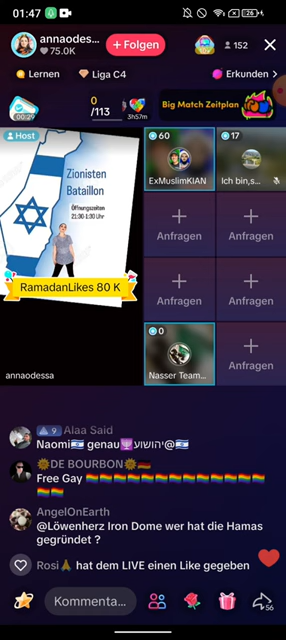 01:47
26%
annaodes...
75.0K
+ Folgen
152
Lernen
Liga C4
Erkunden
00:29
0
/113
3h57m
Big Match Zeitplan
Host
60
17
Zionisten
Bataillon
Öffnungszeiten
21:30-1:30 Uhr
ExMuslimKIAN
Ich bin,s...
Anfragen
Anfragen
RamadanLikes 80 K
Anfragen
Anfragen
0
Anfragen
annaodessa
Nasser Team...
9 Alaa Said
Naomi🇮🇱 genau🕎יהושוע@🇮🇱
🔅DE BOURBON🔅🇩🇪
Free Gay 🏳️‍🌈🏳️‍🌈🏳️‍🌈🏳️‍🌈🏳️‍🌈🏳️‍🌈🏳️‍🌈🏳️‍🌈🏳️‍🌈🏳️‍🌈🏳️‍🌈🏳️‍🌈🏳️‍🌈
🏳️‍🌈🏳️‍🌈
AngelOnEarth
@Löwenherz Iron Dome wer hat die Hamas
gegründet ?
Rosi🙏 hat dem LIVE einen Like gegeben
Kommenta...
56